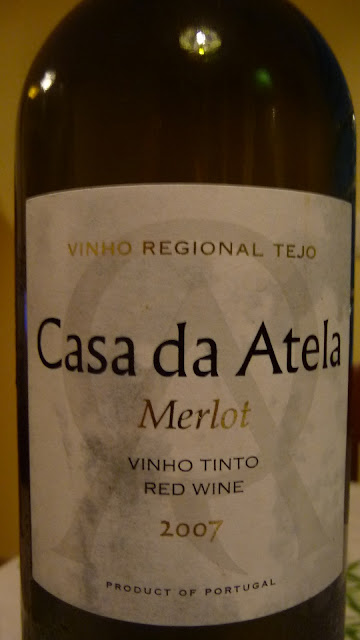 VINHO REGIONAL TEJO
Casa da Atela
Merlot
VINHO TINTO
RED WINE
2007
PRODUCT OF PORTUGAL